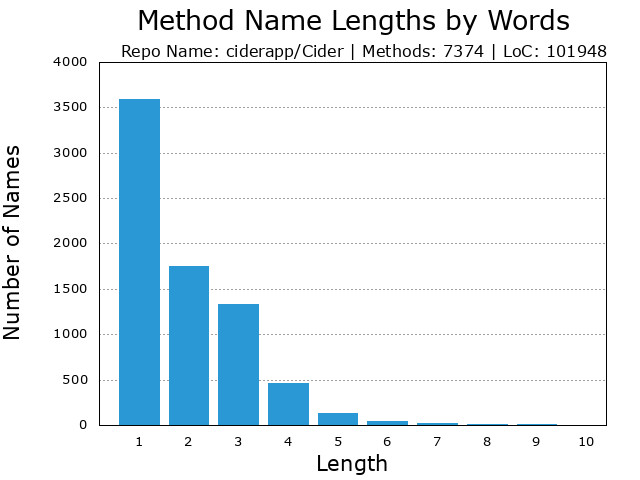 Method Name Lengths by Words
Repo Name: ciderapp/Cider | Methods: 7374 | LoC: 101948
4000
3500
3000
2500
2000
1500
1000
500
0
Number of Names
1 2 3 4 5 6 7 8 9 10
Length